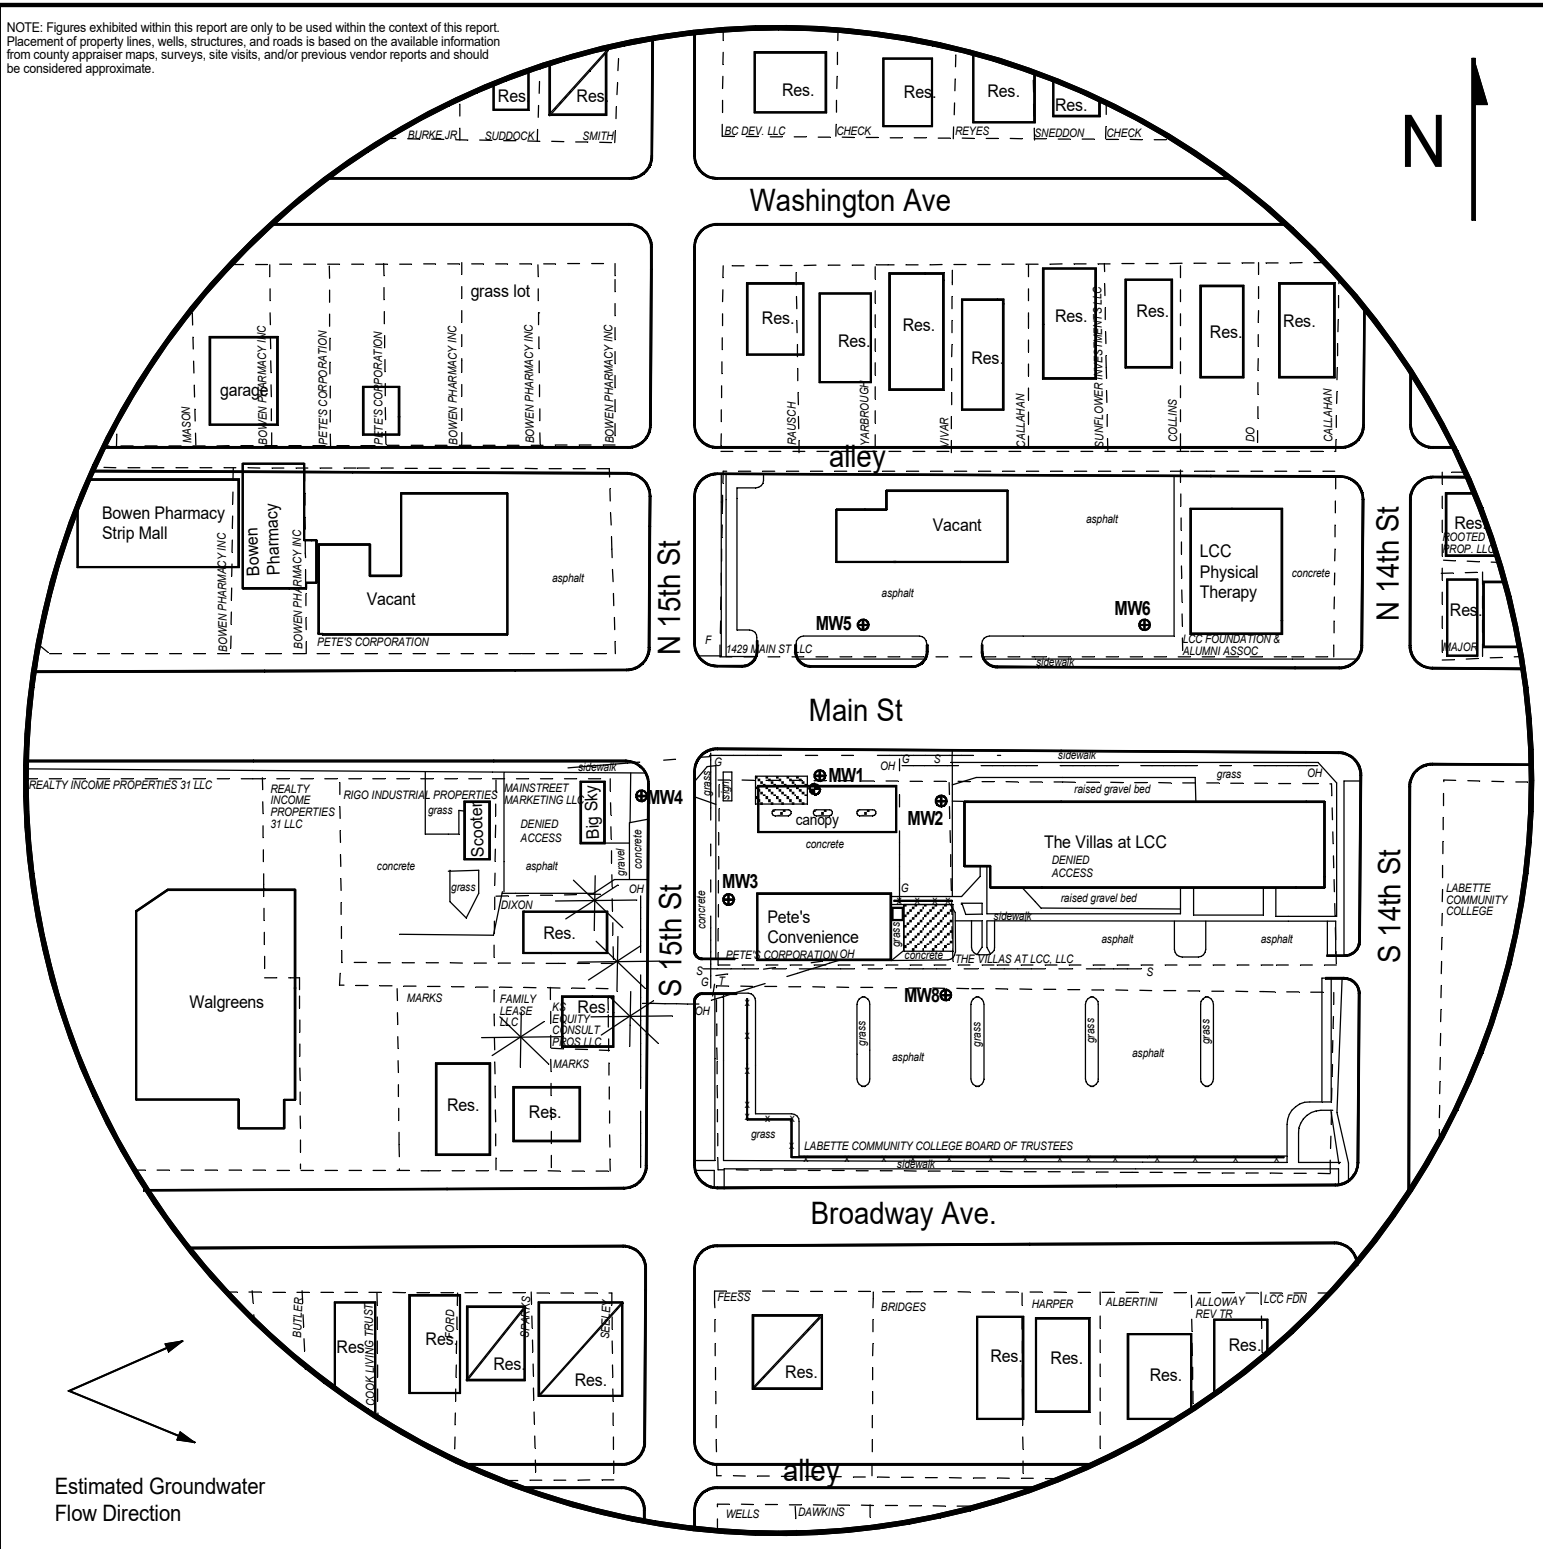 NOTE: Figures exhibited within this report are only to be used within the context of this report.
Placement of property lines, wells, structures, and roads is based on the available information
from county appraiser maps, surveys, site visits, and/or previous vendor reports and should
be considered approximate.
N
Res.
Res.
Res.
Res.
Res.
Res.
BURKE JR
SUDDOCK
SMITH
BC DEV. LLC
CHECK
REYES
SNEDDON
CHECK
Washington Ave
grass lot
garage
MASON
BOWEN PHARMACY INC
PETE'S CORPORATION
PETE'S CORPORATION
BOWEN PHARMACY INC
BOWEN PHARMACY INC
BOWEN PHARMACY INC
Res.
Res.
Res.
Res.
Res.
Res.
Res.
Res.
RAUSCH
YARBROUGH
VIVAR
CALLAHAN
SUNFLOWER INVESTMENTS LLC
COLLINS
DO
CALLAHAN
alley
Bowen Pharmacy
Strip Mall
Bowen
Pharmacy
BOWEN PHARMACY INC
BOWEN PHARMACY INC
Vacant
asphalt
PETE'S CORPORATION
N 15th St
Vacant
asphalt
asphalt
MW5
MW6
F
1429 MAIN ST LLC
LCC
Physical
Therapy
concrete
LCC FOUNDATION &
ALUMNI ASSOC
sidewalk
N 14th St
Res.
ROOTED
PROP. LLC
Res.
MAJOR
Main St
REALTY INCOME PROPERTIES 31 LLC
REALTY
INCOME
PROPERTIES
31 LLC
RIGO INDUSTRIAL PROPERTIES
grass
Scooter
concrete
grass
MAINSTREET
MARKETING LLC
DENIED
ACCESS
asphalt
Big Sky
sidewalk
gravel
concrete
OH
MW4
DIXON
Res.
Walgreens
MARKS
FAMILY
LEASE
LLC
KS
EQUITY
CONSULT
PROS LLC
Res.
MARKS
Res.
Res.
S 15th St
G
grass
sign
MW1
OH
G
S
canopy
concrete
MW2
MW3
concrete
G
Pete's
Convenience
grass
concrete
PETE'S CORPORATION
OH
sidewalk
raised gravel bed
grass
OH
The Villas at LCC
DENIED
ACCESS
raised gravel bed
sidewalk
asphalt
asphalt
THE VILLAS AT LCC, LLC
S
G
T
OH
S
MW8
grass
grass
grass
grass
asphalt
asphalt
grass
LABETTE COMMUNITY COLLEGE BOARD OF TRUSTEES
sidewalk
S 14th St
LABETTE
COMMUNITY
COLLEGE
Broadway Ave.
BUTLER
Res.
COOK LIVING TRUST
Res.
FORD
Res.
SPARKS
Res.
SEELEY
FEESS
Res.
BRIDGES
Res.
HARPER
Res.
ALBERTINI
Res.
ALLOWAY
REV TR
Res.
LCC FDN
alley
WELLS
DAWKINS
Estimated Groundwater
Flow Direction